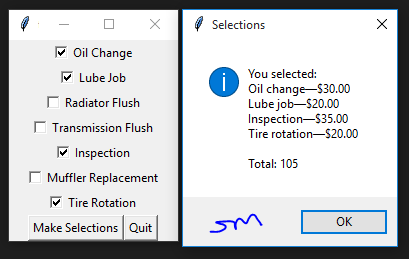 Oil Change
Lube Job
Radiator Flush
Transmission Flush
Inspection
Muffler Replacement
Tire Rotation
Make Selections Quit
Selections
You selected:
Oil change—$30.00
Lube job—$20.00
Inspection—$35.00
Tire rotation—$20.00
Total: 105
sm
OK